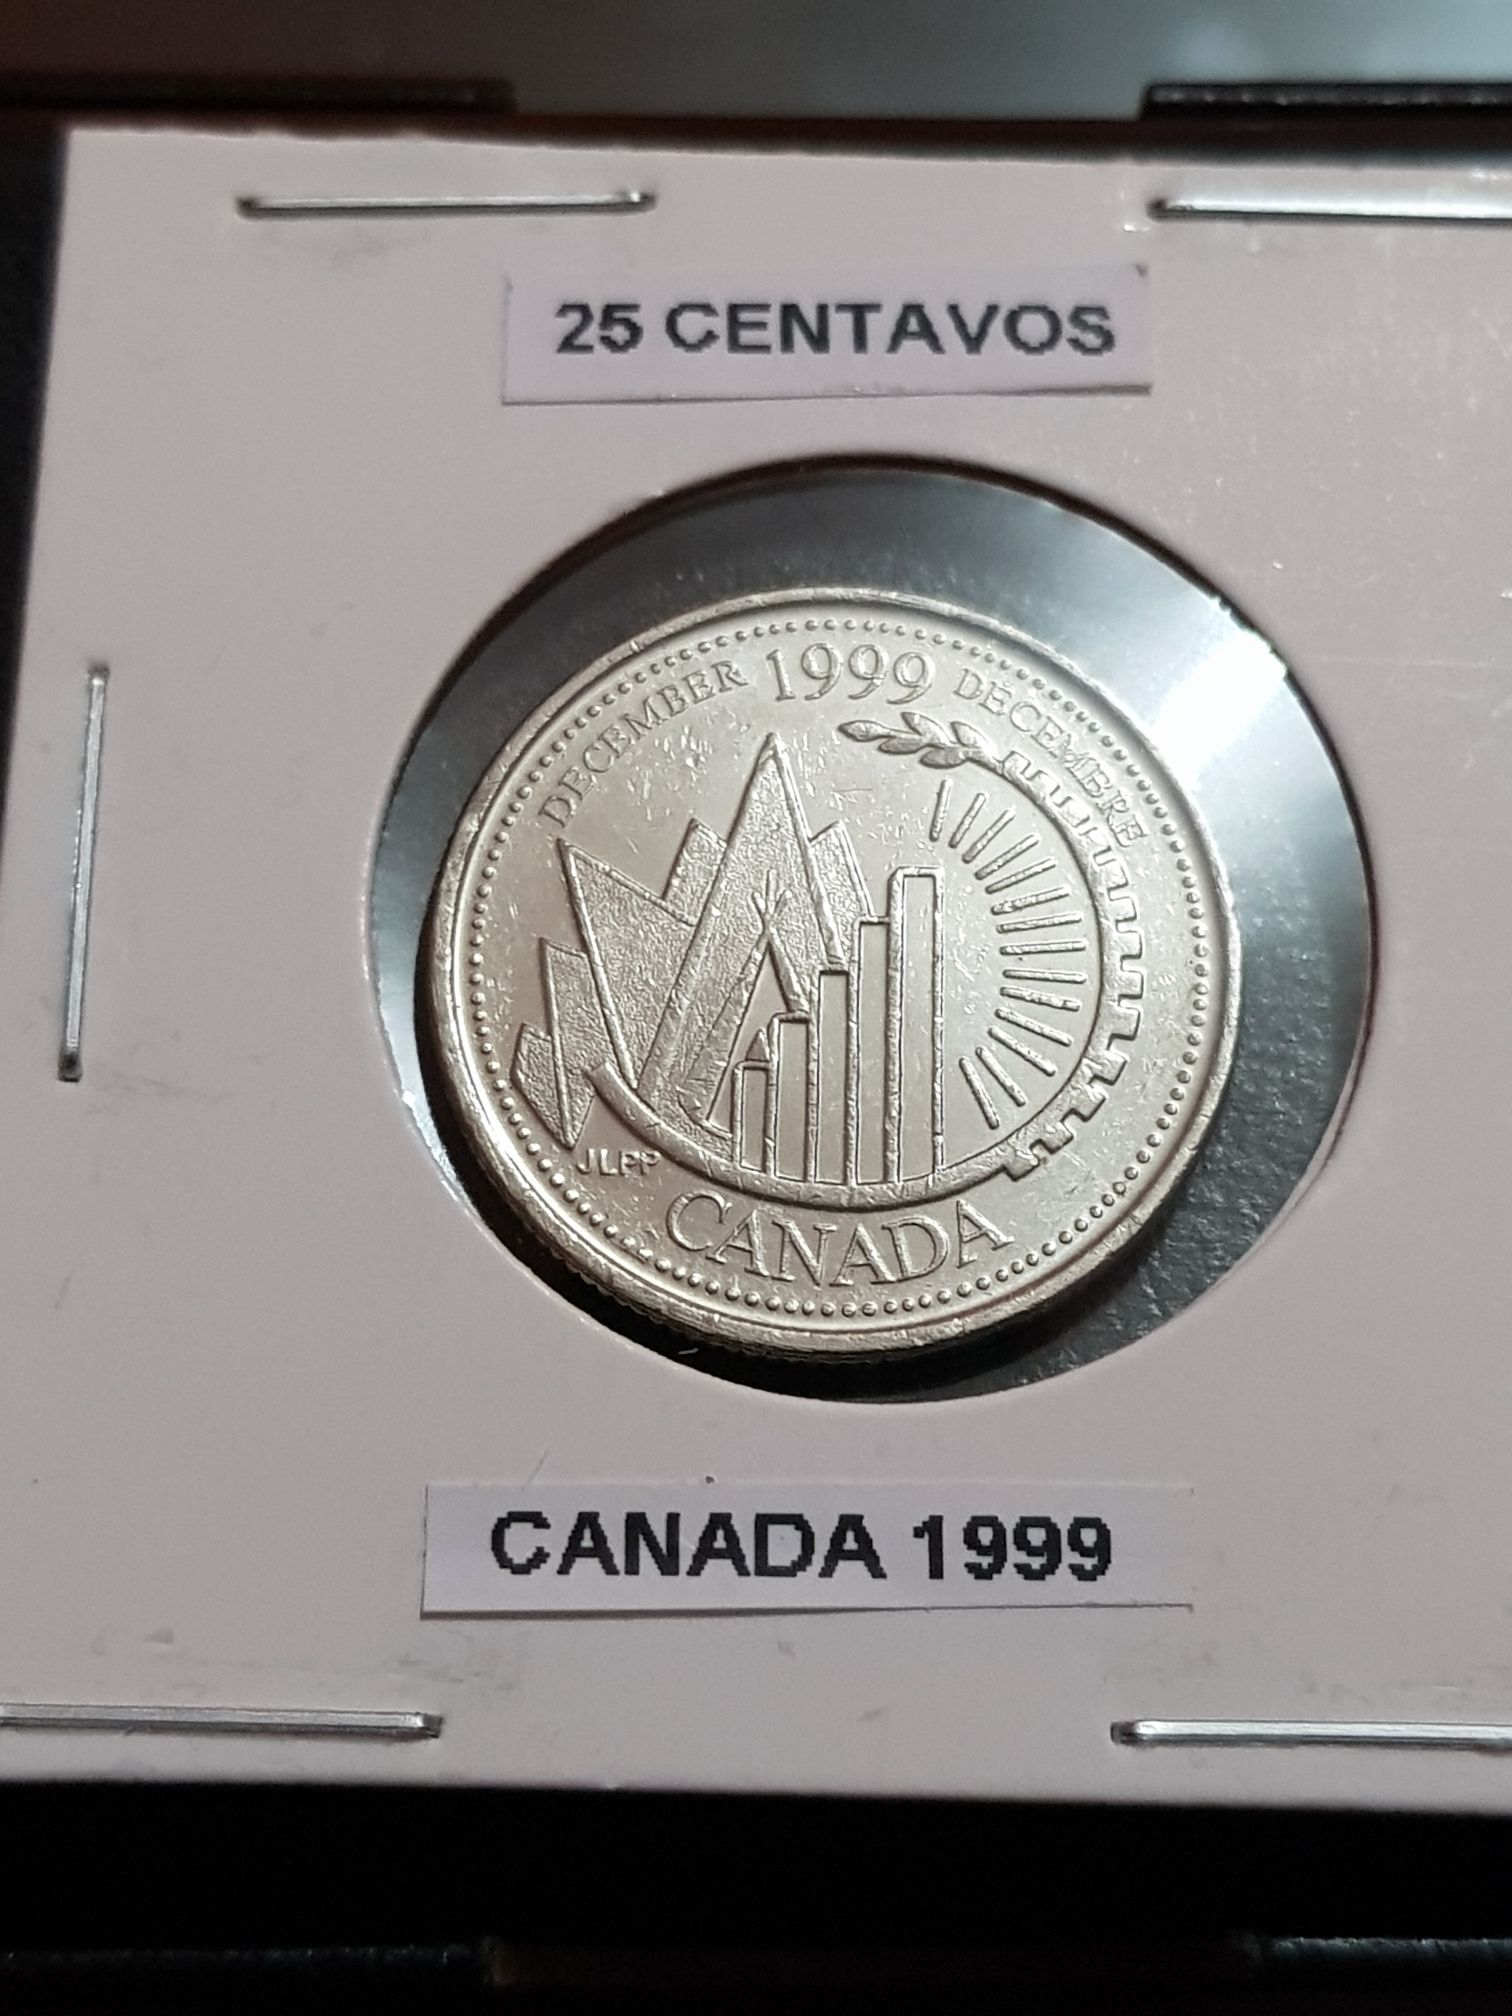 25 CENTAVOS
DECEMBER 1999 DÉCEMBRE
JLPP
CANADA
CANADA 1999